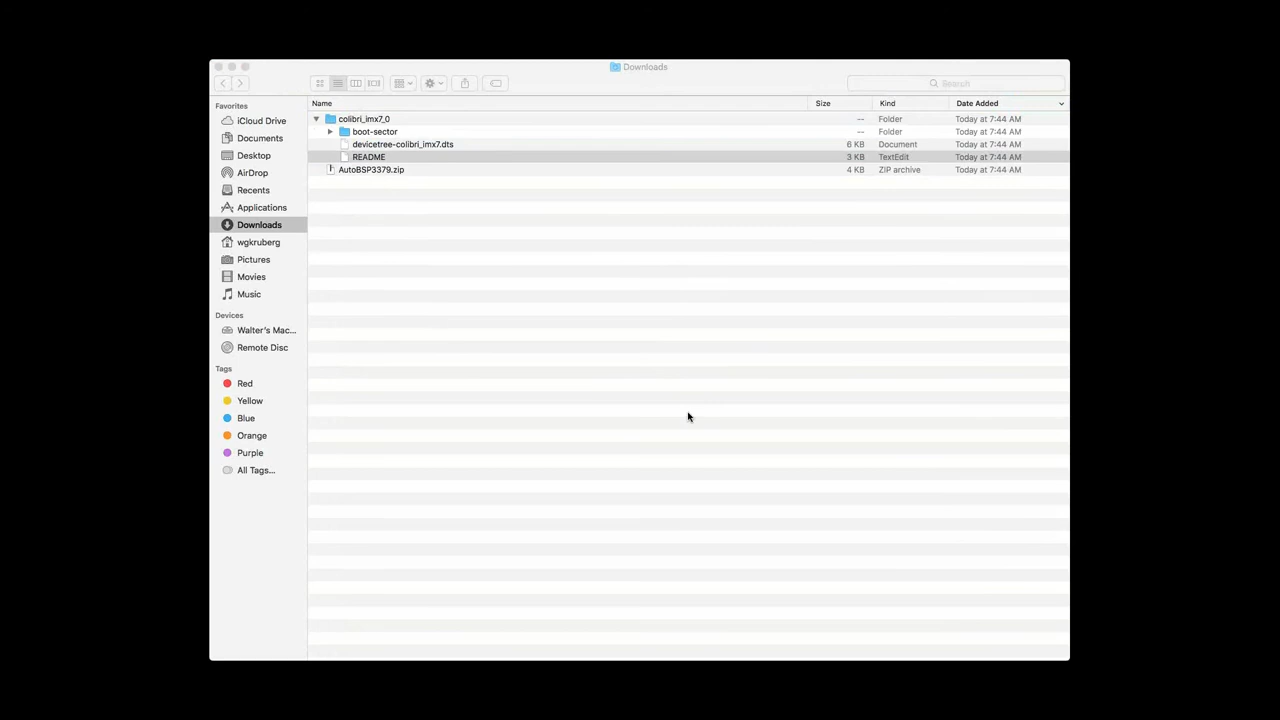 Downloads
Search
Name Size Kind Date Added
Favorites
iCloud Drive
Documents
Desktop
AirDrop
Recents
Applications
Downloads
wgkruberg
Pictures
Movies
Music
Devices
Walter's Mac...
Remote Disc
Tags
Red
Yellow
Blue
Orange
Purple
All Tags...
colibri_imx7_0 -- Folder Today at 7:44 AM
boot-sector -- Folder Today at 7:44 AM
devicetree-colibri_imx7.dts 6 KB Document Today at 7:44 AM
README 3 KB TextEdit Today at 7:44 AM
AutoBSP3379.zip 4 KB ZIP archive Today at 7:44 AM